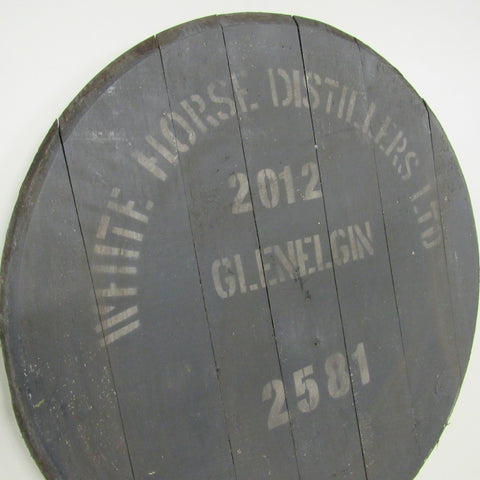 WHITE HORSE DISTILLERS LTD
2012
GLENELGIN
2581